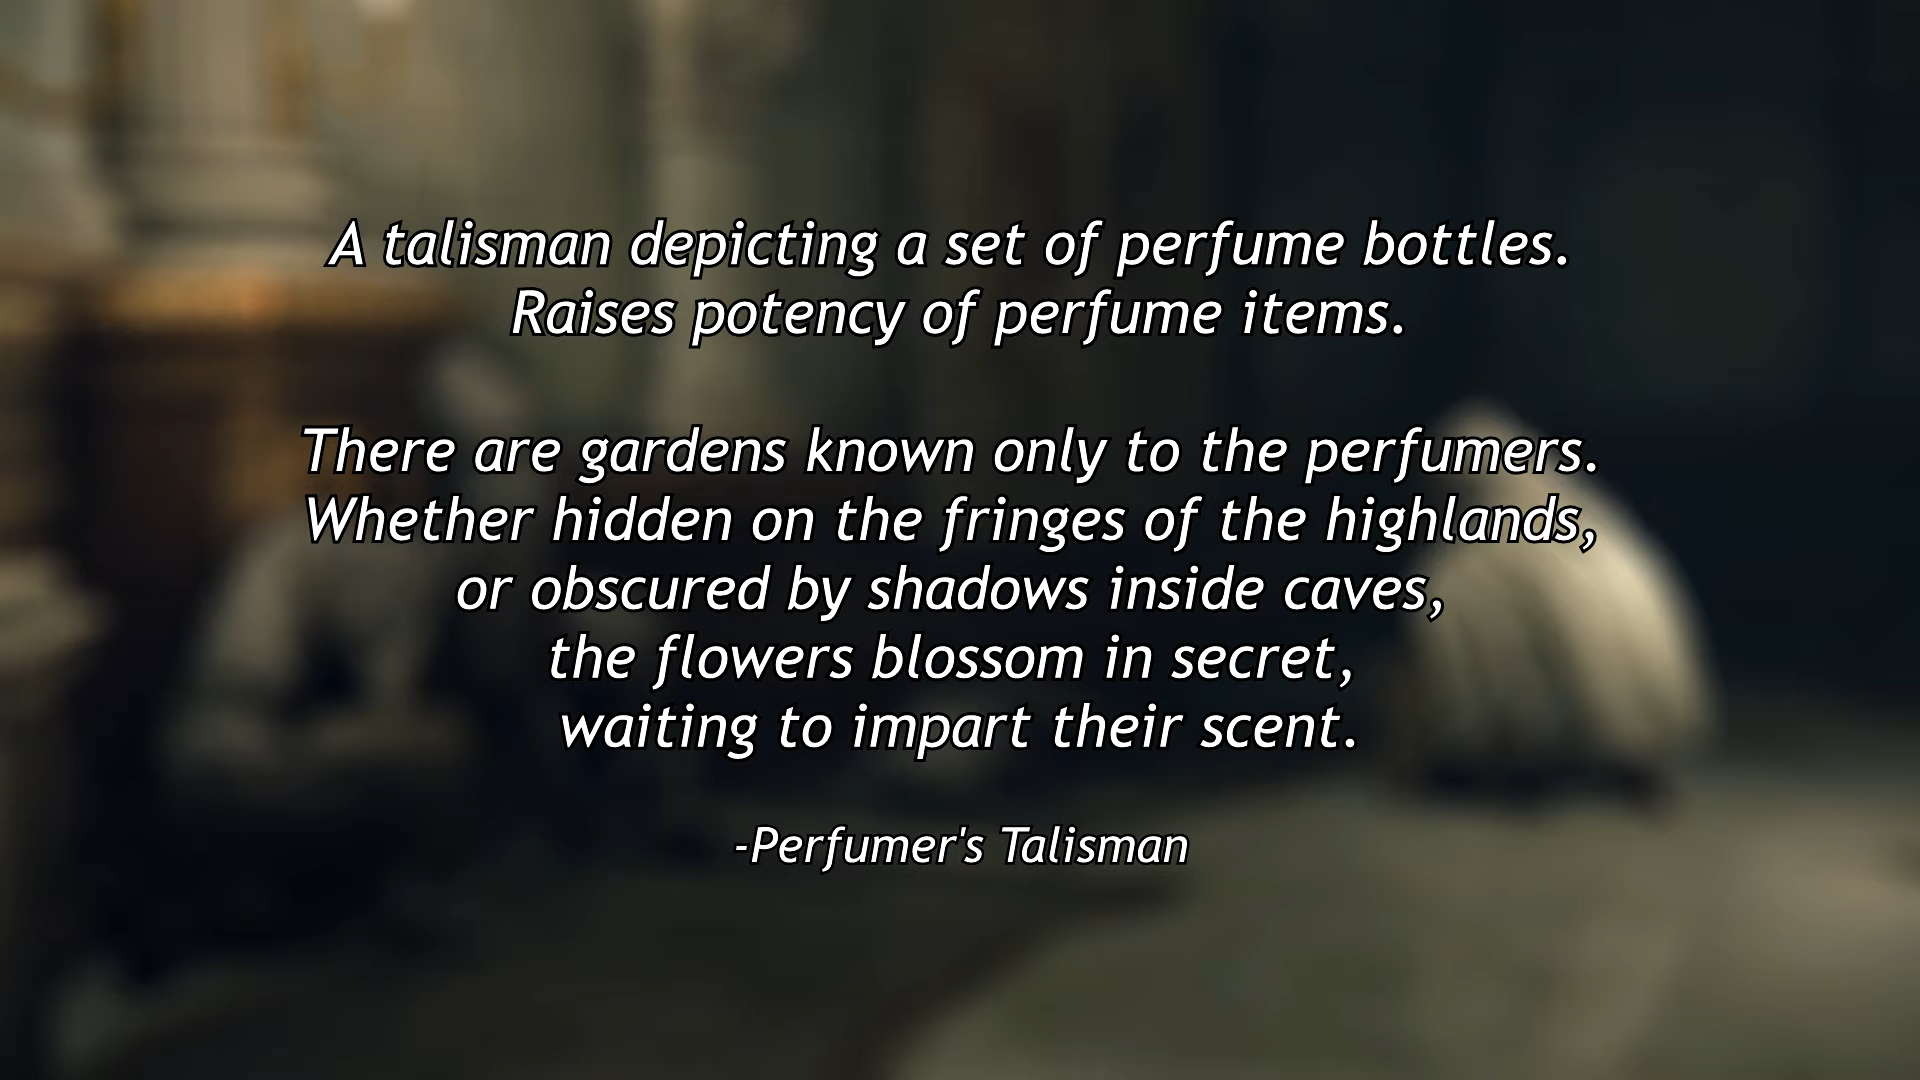 A talisman depicting a set of perfume bottles.
Raises potency of perfume items.
There are gardens known only to the perfumers.
Whether hidden on the fringes of the highlands,
or obscured by shadows inside caves,
the flowers blossom in secret,
waiting to impart their scent.
-Perfumer's Talisman